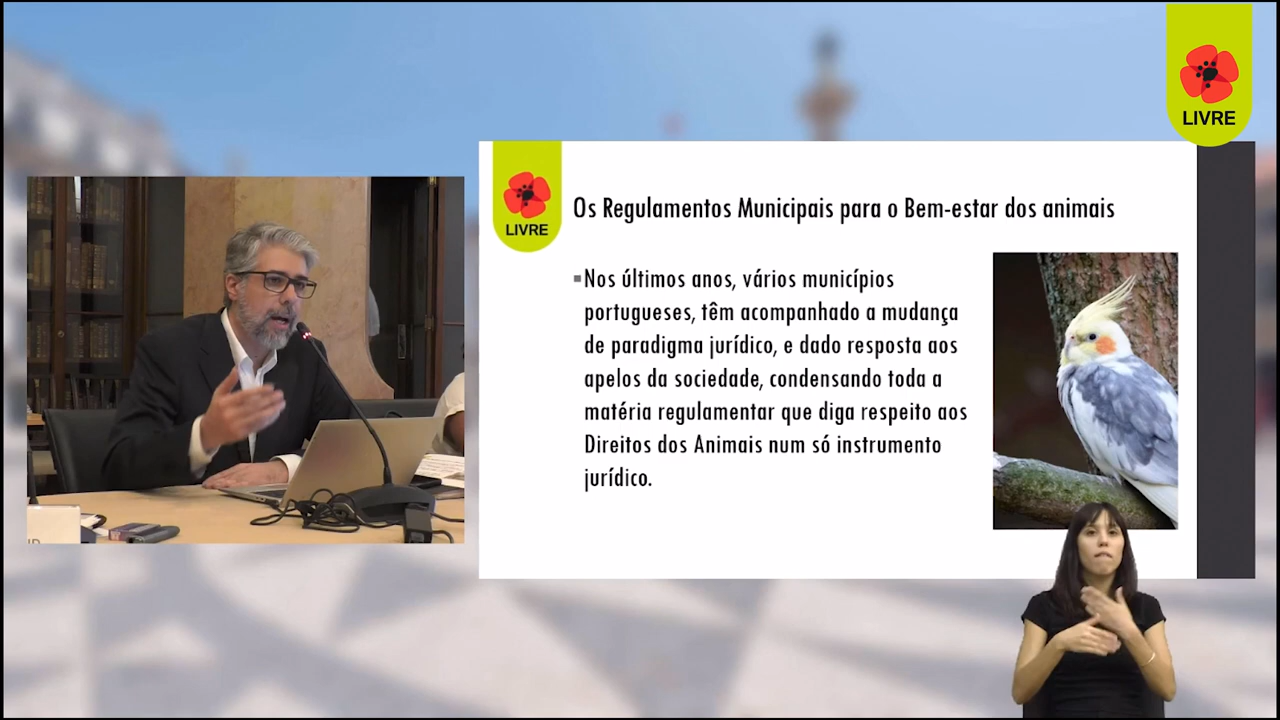 LIVRE
LIVRE
Os Regulamentos Municipais para o Bem-estar dos animais
▪Nos últimos anos, vários municípios
portugueses, têm acompanhado a mudança
de paradigma jurídico, e dado resposta aos
apelos da sociedade, condensando toda a
matéria regulamentar que diga respeito aos
Direitos dos Animais num só instrumento
jurídico.